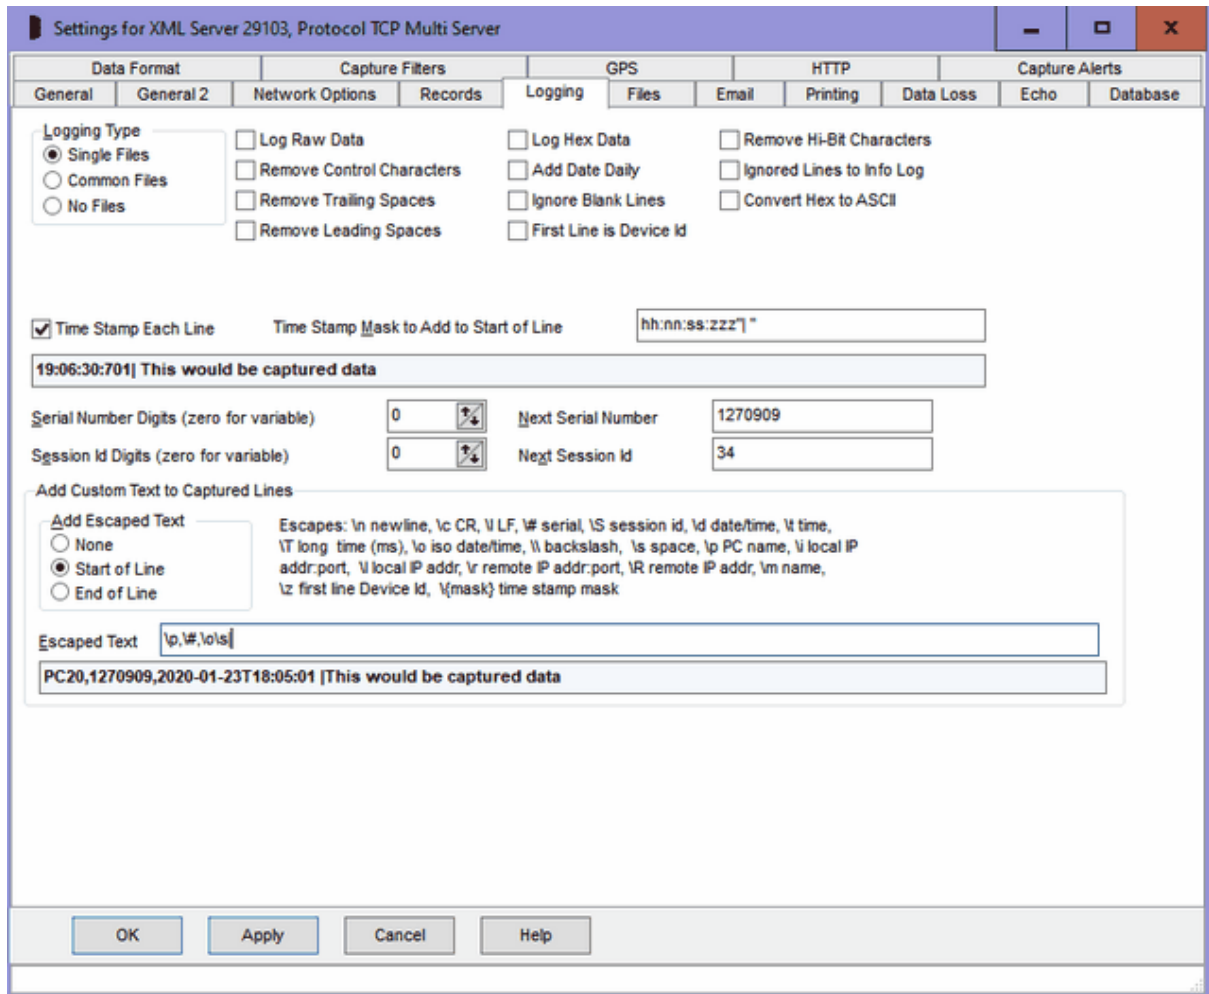 Settings for XML Server 29103, Protocol TCP Multi Server
Data Format Capture Filters GPS HTTP Capture Alerts
General General 2 Network Options Records Logging Files Email Printing Data Loss Echo Database
Logging Type
Single Files
Common Files
No Files
Log Raw Data
Remove Control Characters
Remove Trailing Spaces
Remove Leading Spaces
Log Hex Data
Add Date Daily
Ignore Blank Lines
First Line is Device Id
Remove Hi-Bit Characters
Ignored Lines to Info Log
Convert Hex to ASCII
Time Stamp Each Line Time Stamp Mask to Add to Start of Line hh:nn:ss:zzz"| "
19:06:30:701| This would be captured data
Serial Number Digits (zero for variable) 0 Next Serial Number 1270909
Session Id Digits (zero for variable) 0 Next Session Id 34
Add Custom Text to Captured Lines
Add Escaped Text
None
Start of Line
End of Line
Escapes: \n newline, \c CR, \l LF, \# serial, \S session id, \d date/time, \t time,
\T long time (ms), \o iso date/time, \\ backslash, \s space, \p PC name, \i local IP
addr:port, \I local IP addr, \r remote IP addr:port, \R remote IP addr, \m name,
\z first line Device Id, \{mask} time stamp mask
Escaped Text \p,\#,\o\s|
PC20,1270909,2020-01-23T18:05:01 |This would be captured data
OK Apply Cancel Help